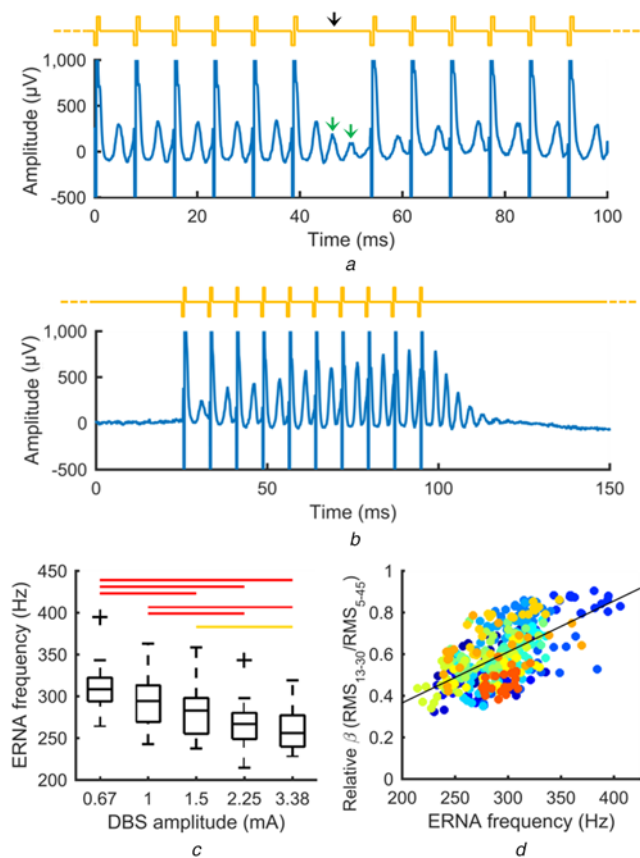 1,000
500
0
-500
Amplitude (µV)
0 20 40 60 80 100
Time (ms)
a
1,000
500
0
-500
Amplitude (µV)
0 50 100 150
Time (ms)
b
450
400
350
300
250
200
ERNA frequency (Hz)
0.67 1 1.5 2.25 3.38
DBS amplitude (mA)
c
1
0.8
0.6
0.4
0.2
0
Relative β (RMS13-30/RMS5-45)
200 250 300 350 400
ERNA frequency (Hz)
d